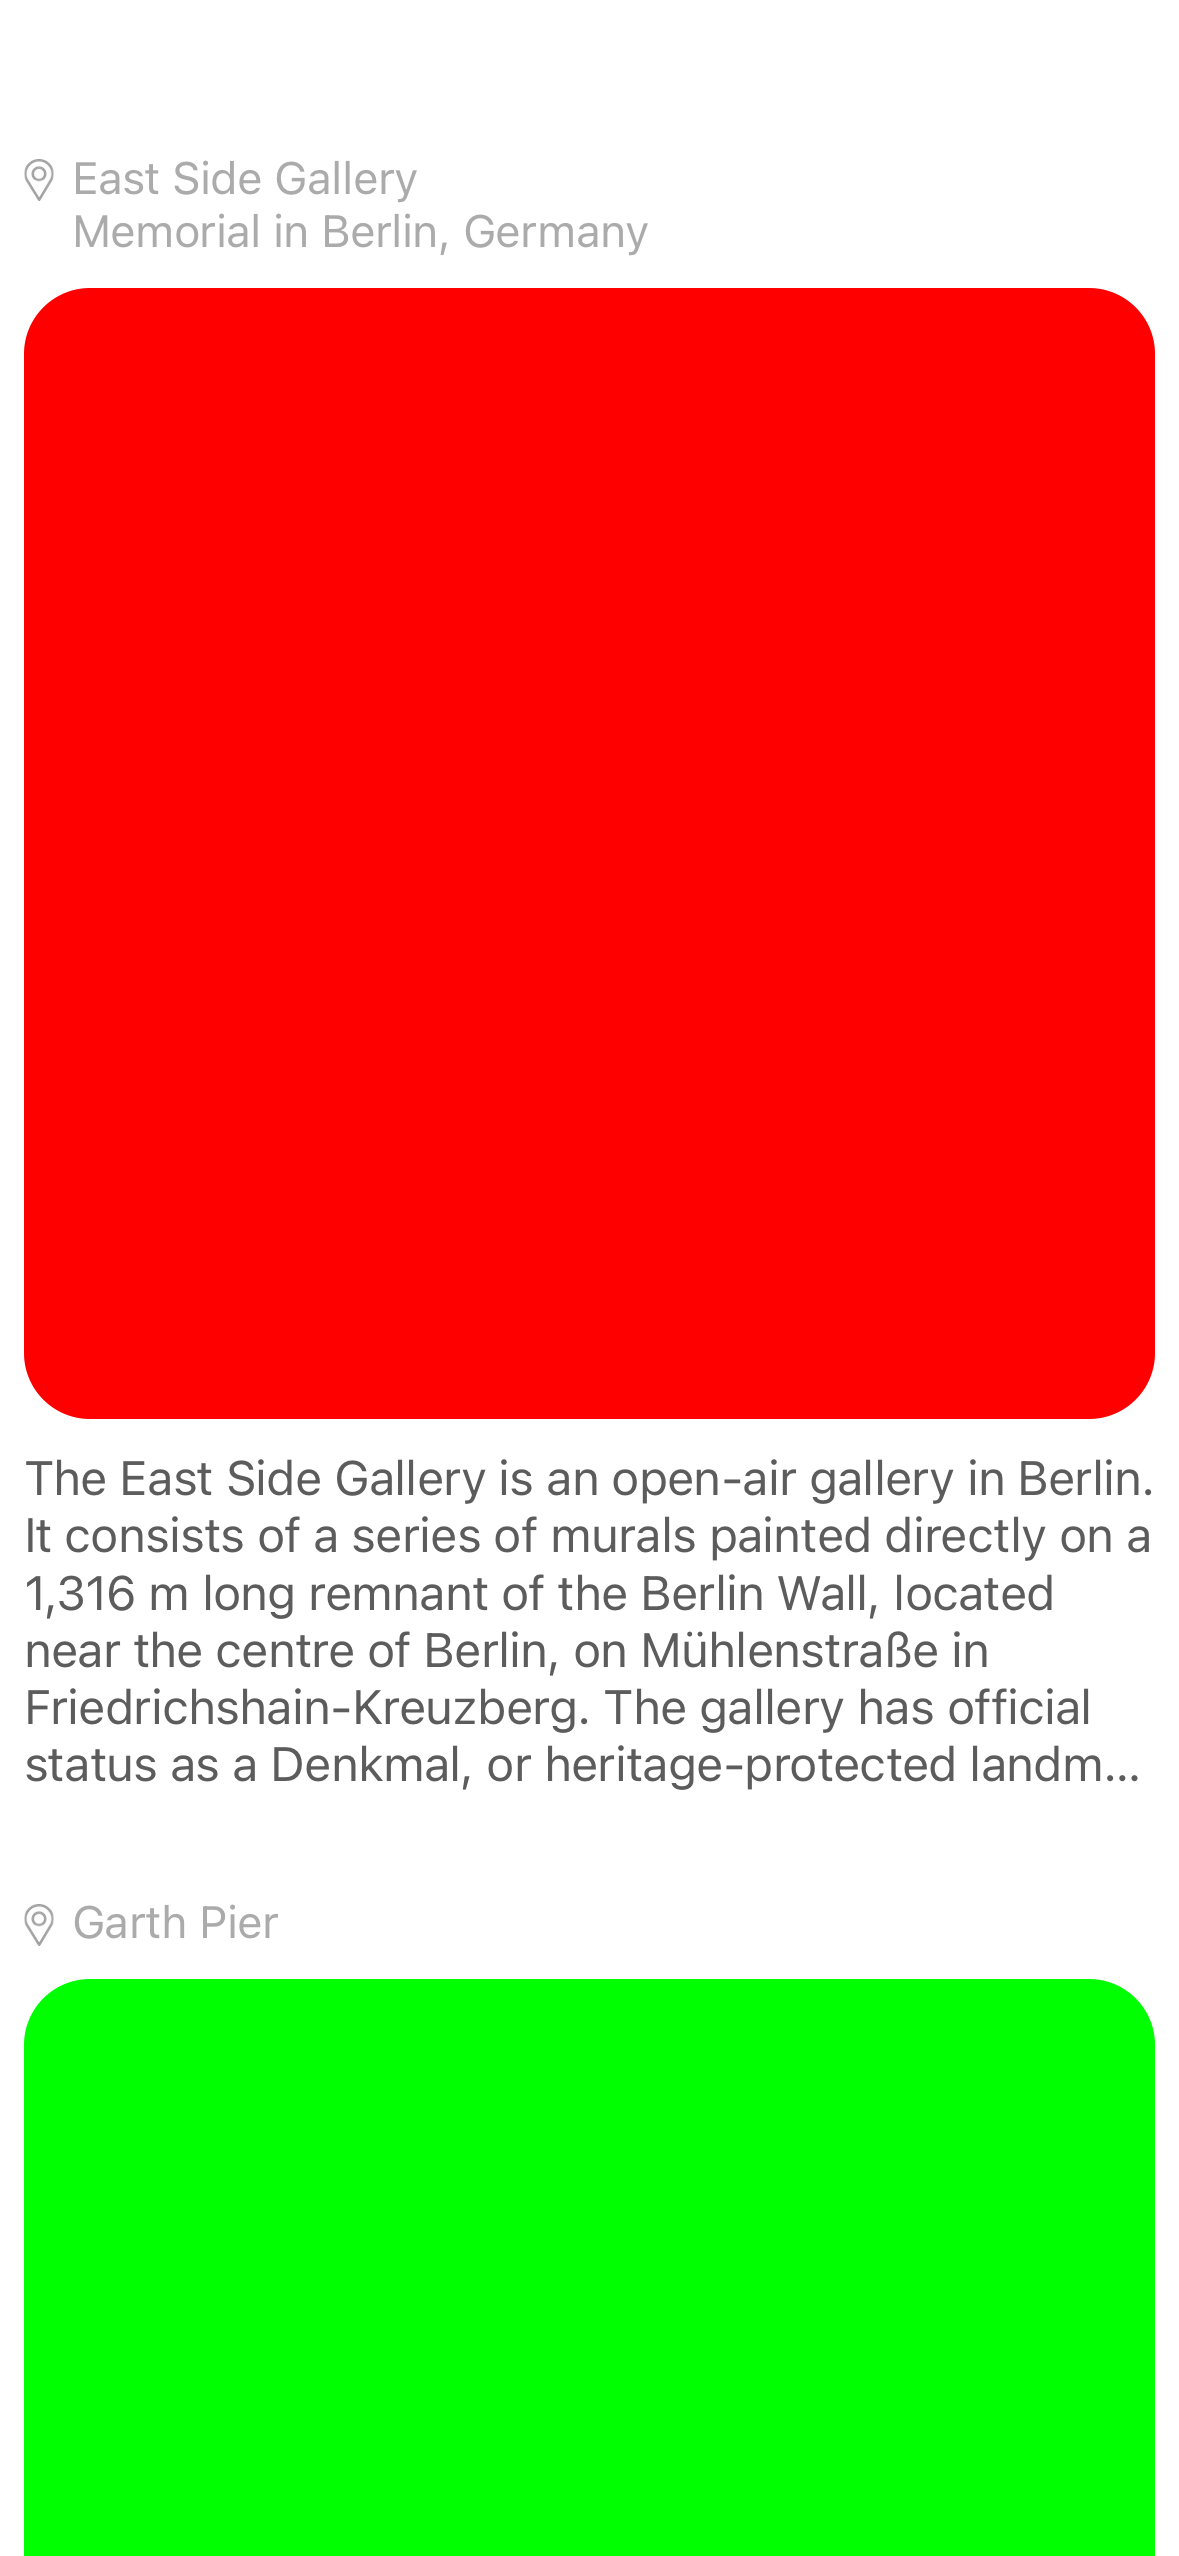 East Side Gallery
Memorial in Berlin, Germany
The East Side Gallery is an open-air gallery in Berlin.
It consists of a series of murals painted directly on a
1,316 m long remnant of the Berlin Wall, located
near the centre of Berlin, on Mühlenstraße in
Friedrichshain-Kreuzberg. The gallery has official
status as a Denkmal, or heritage-protected landm...
Garth Pier